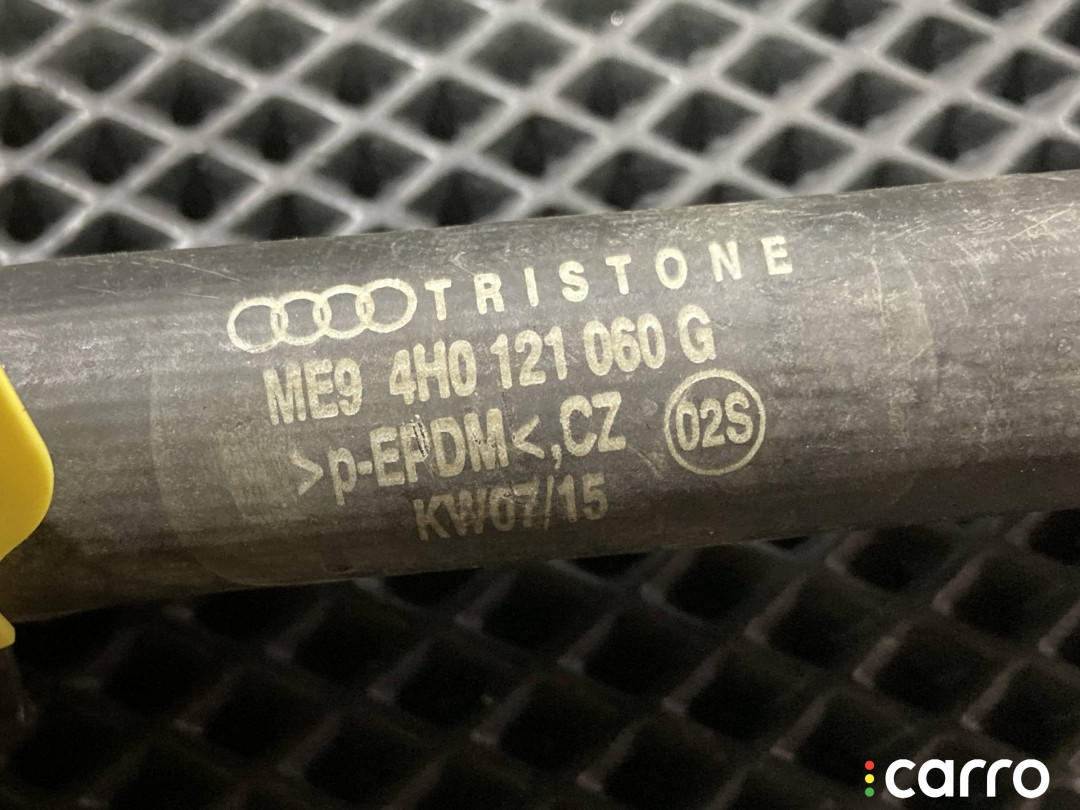 TRISTONE
ME9 4H0 121 060 G
>p-EPDM<,CZ 02S
KW07/15
carro